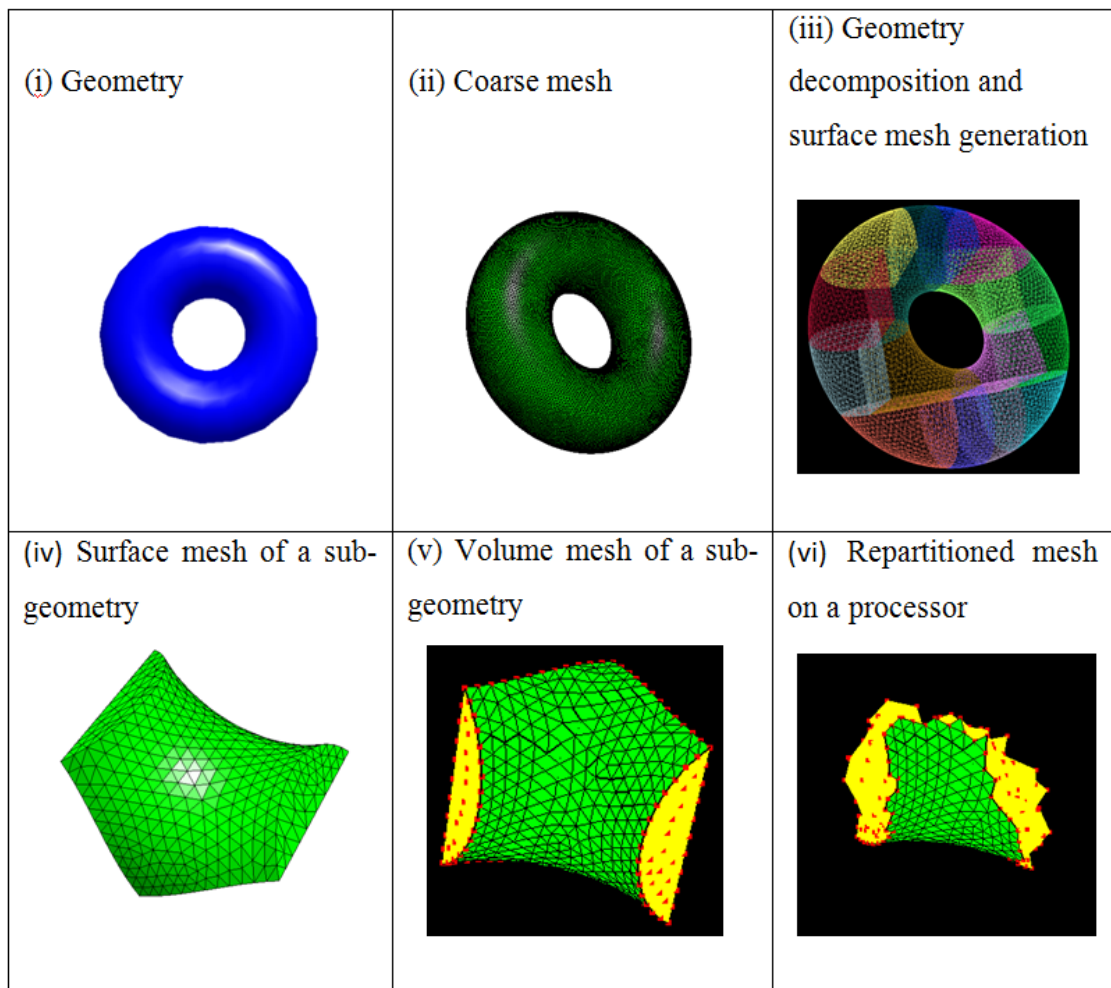 (i) Geometry
(ii) Coarse mesh
(iii) Geometry
decomposition and
surface mesh generation
(iv) Surface mesh of a sub-
geometry
(v) Volume mesh of a sub-
geometry
(vi) Repartitioned mesh
on a processor